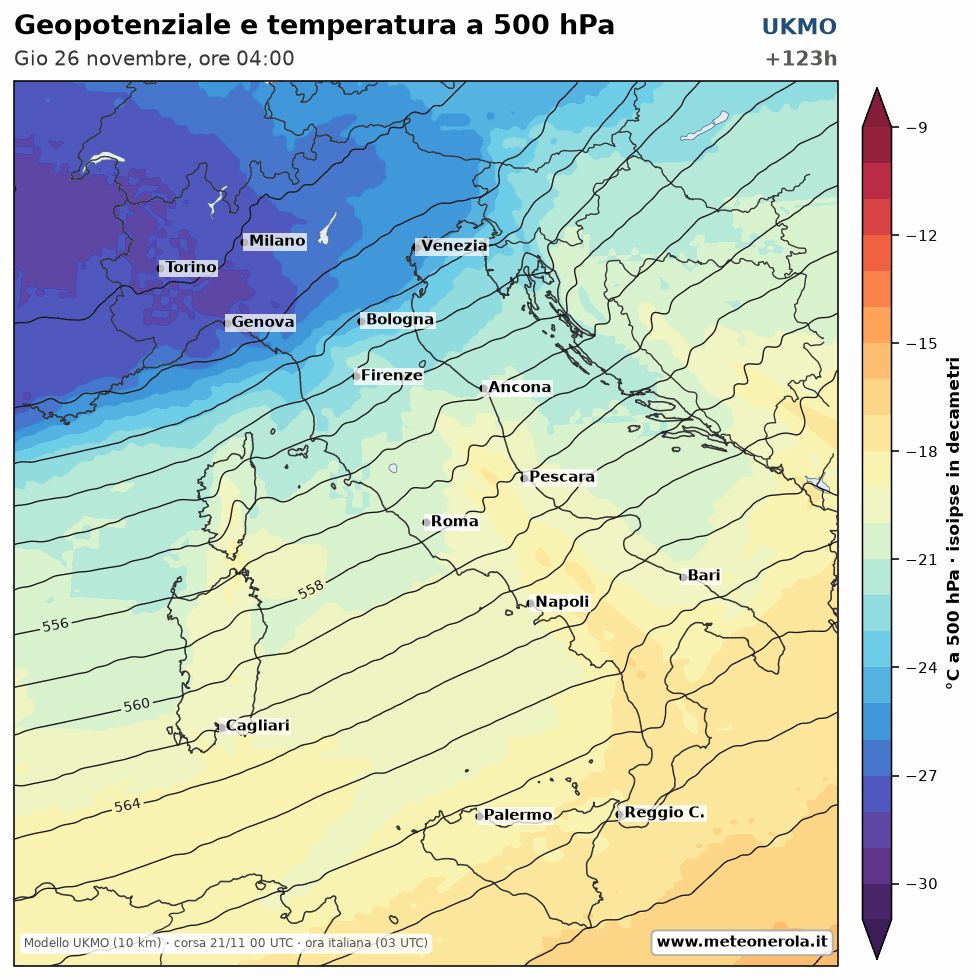 Geopotenziale e temperatura a 500 hPa
UKMO
Gio 26 novembre, ore 04:00
+123h
−9
−12
−15
−18
−21
−24
−27
−30
°C a 500 hPa · isoipse in decametri
Milano
Venezia
Torino
Genova
Bologna
Firenze
Ancona
Pescara
Roma
Bari
558
Napoli
556
560
Cagliari
564
Palermo
Reggio C.
Modello UKMO (10 km) · corsa 21/11 00 UTC · ora italiana (03 UTC)
www.meteonerola.it